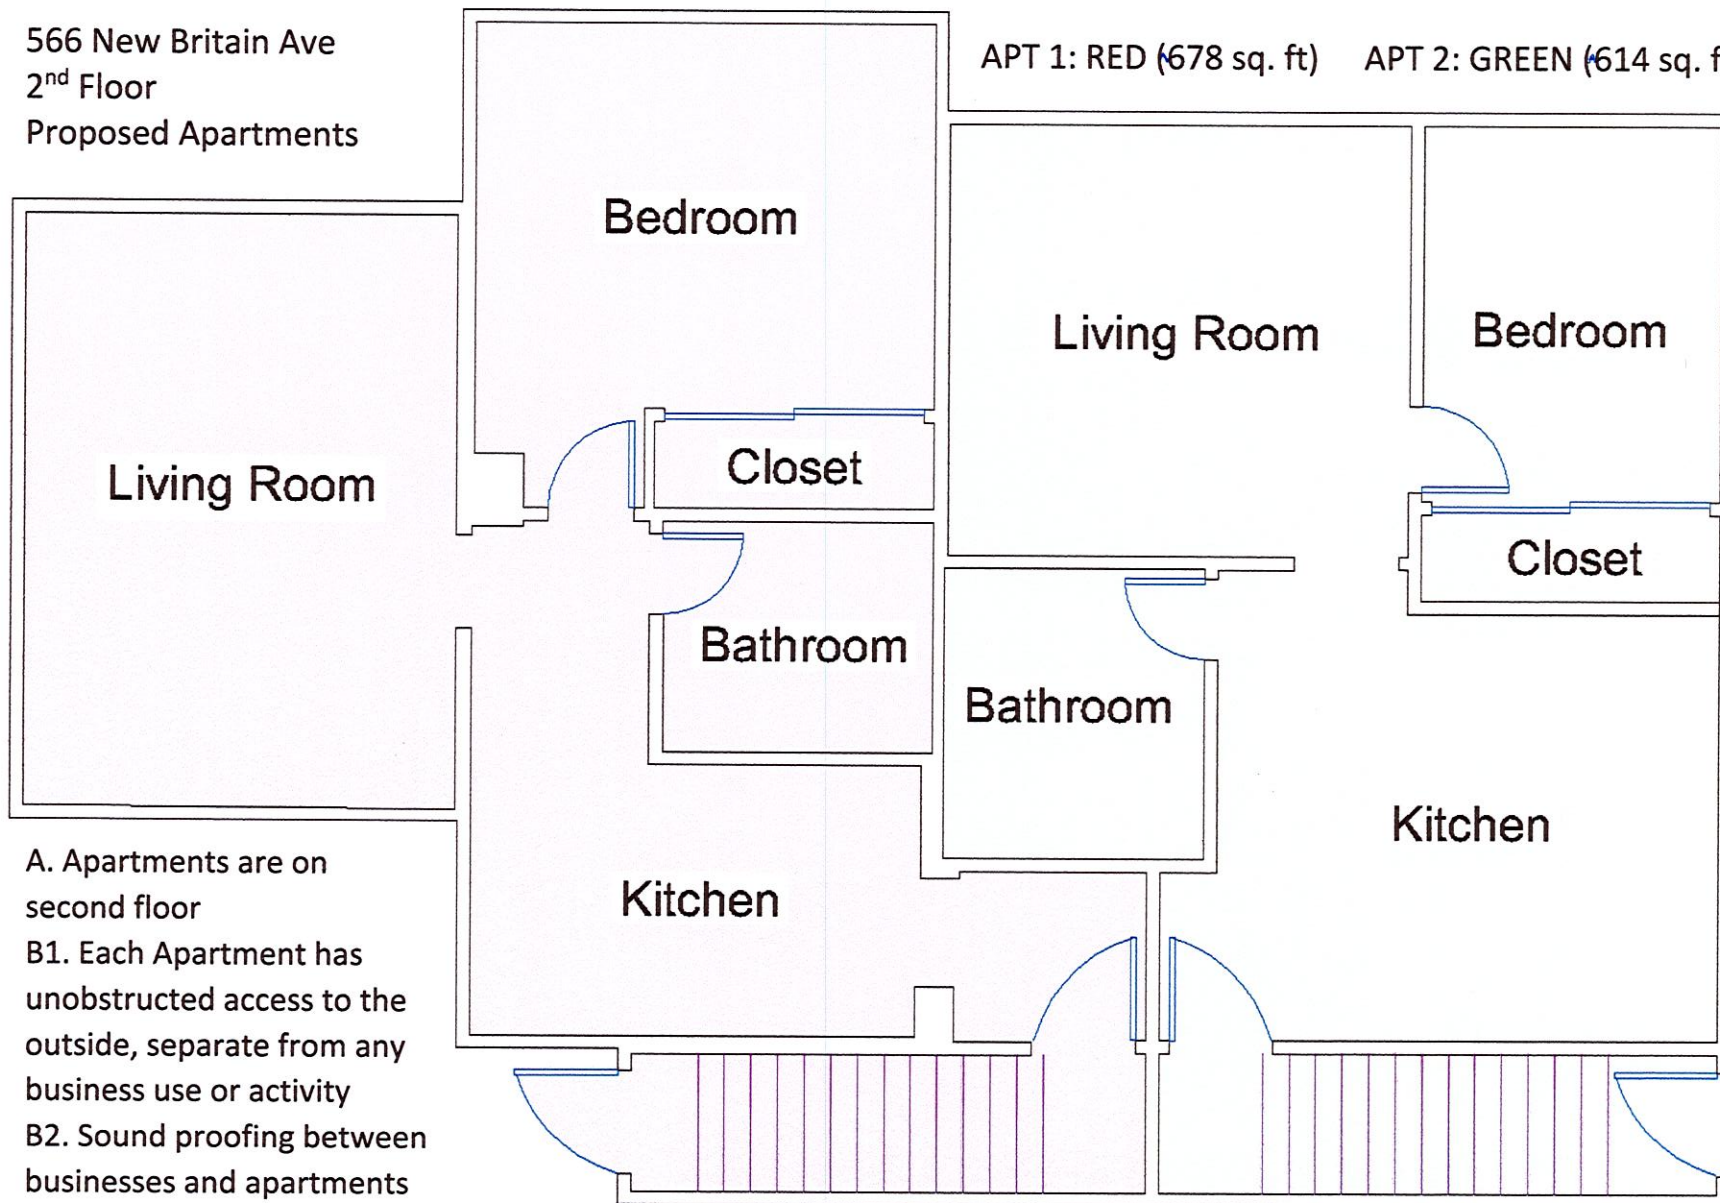 566 New Britain Ave
2nd Floor
Proposed Apartments
APT 1: RED (~678 sq. ft) APT 2: GREEN (~614 sq. f
Bedroom
Living Room
Bedroom
Living Room
Closet
Closet
Bathroom
Bathroom
Kitchen
Kitchen
A. Apartments are on
second floor
B1. Each Apartment has
unobstructed access to the
outside, separate from any
business use or activity
B2. Sound proofing between
businesses and apartments